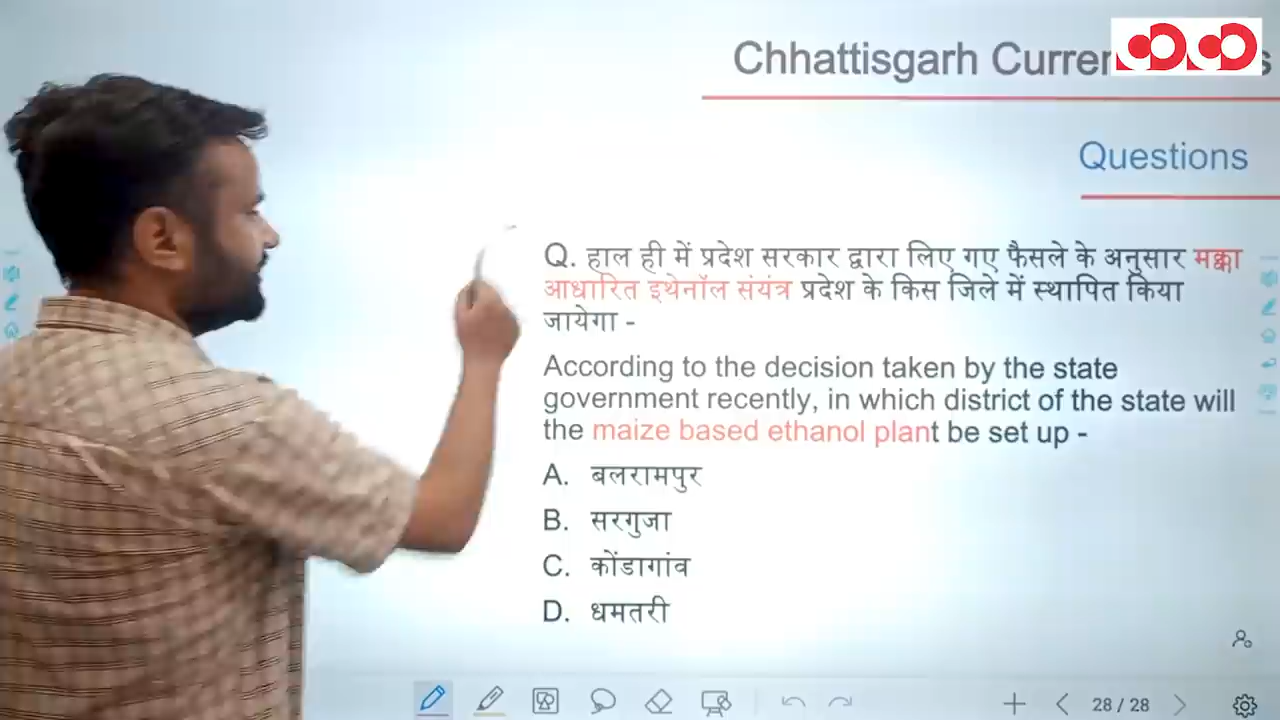 Chhattisgarh Curren
Questions
Q. हाल ही में प्रदेश सरकार द्वारा लिए गए फैसले के अनुसार मक्का
आधारित इथेनॉल संयंत्र प्रदेश के किस जिले में स्थापित किया
जायेगा -
According to the decision taken by the state
government recently, in which district of the state will
the maize based ethanol plant be set up -
A. बलरामपुर
B. सरगुजा
C. कोंडागांव
D. धमतरी
28 / 28